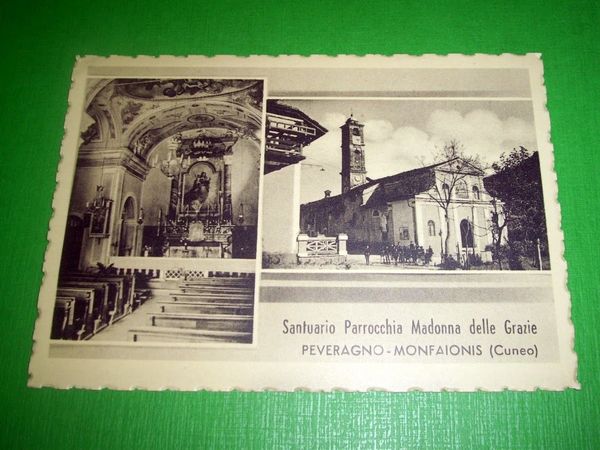 Santuario Parrocchia Madonna delle Grazie
PEVERAGNO - MONFAIONIS (Cuneo)